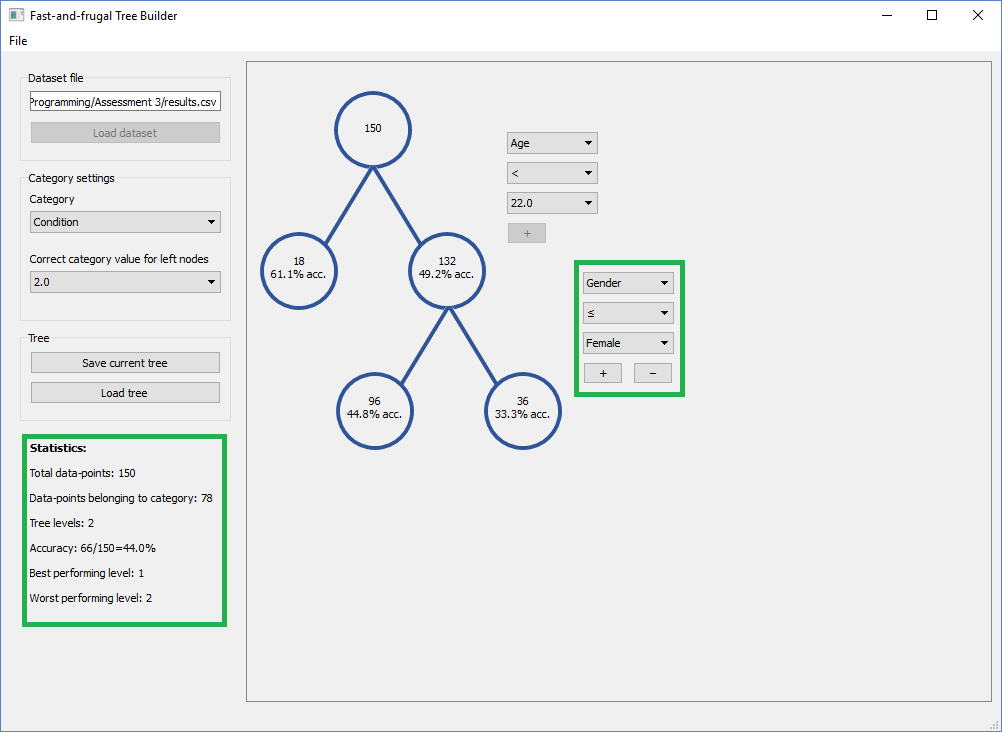 Fast-and-frugal Tree Builder
File
Dataset file
Programming/Assessment 3/results.csv
Load dataset
Category settings
Category
Condition
Correct category value for left nodes
2.0
Tree
Save current tree
Load tree
Statistics:
Total data-points: 150
Data-points belonging to category: 78
Tree levels: 2
Accuracy: 66/150=44.0%
Best performing level: 1
Worst performing level: 2
150
18
61.1% acc.
132
49.2% acc.
96
44.8% acc.
36
33.3% acc.
Age
<
22.0
+
Gender
≤
Female
+ −